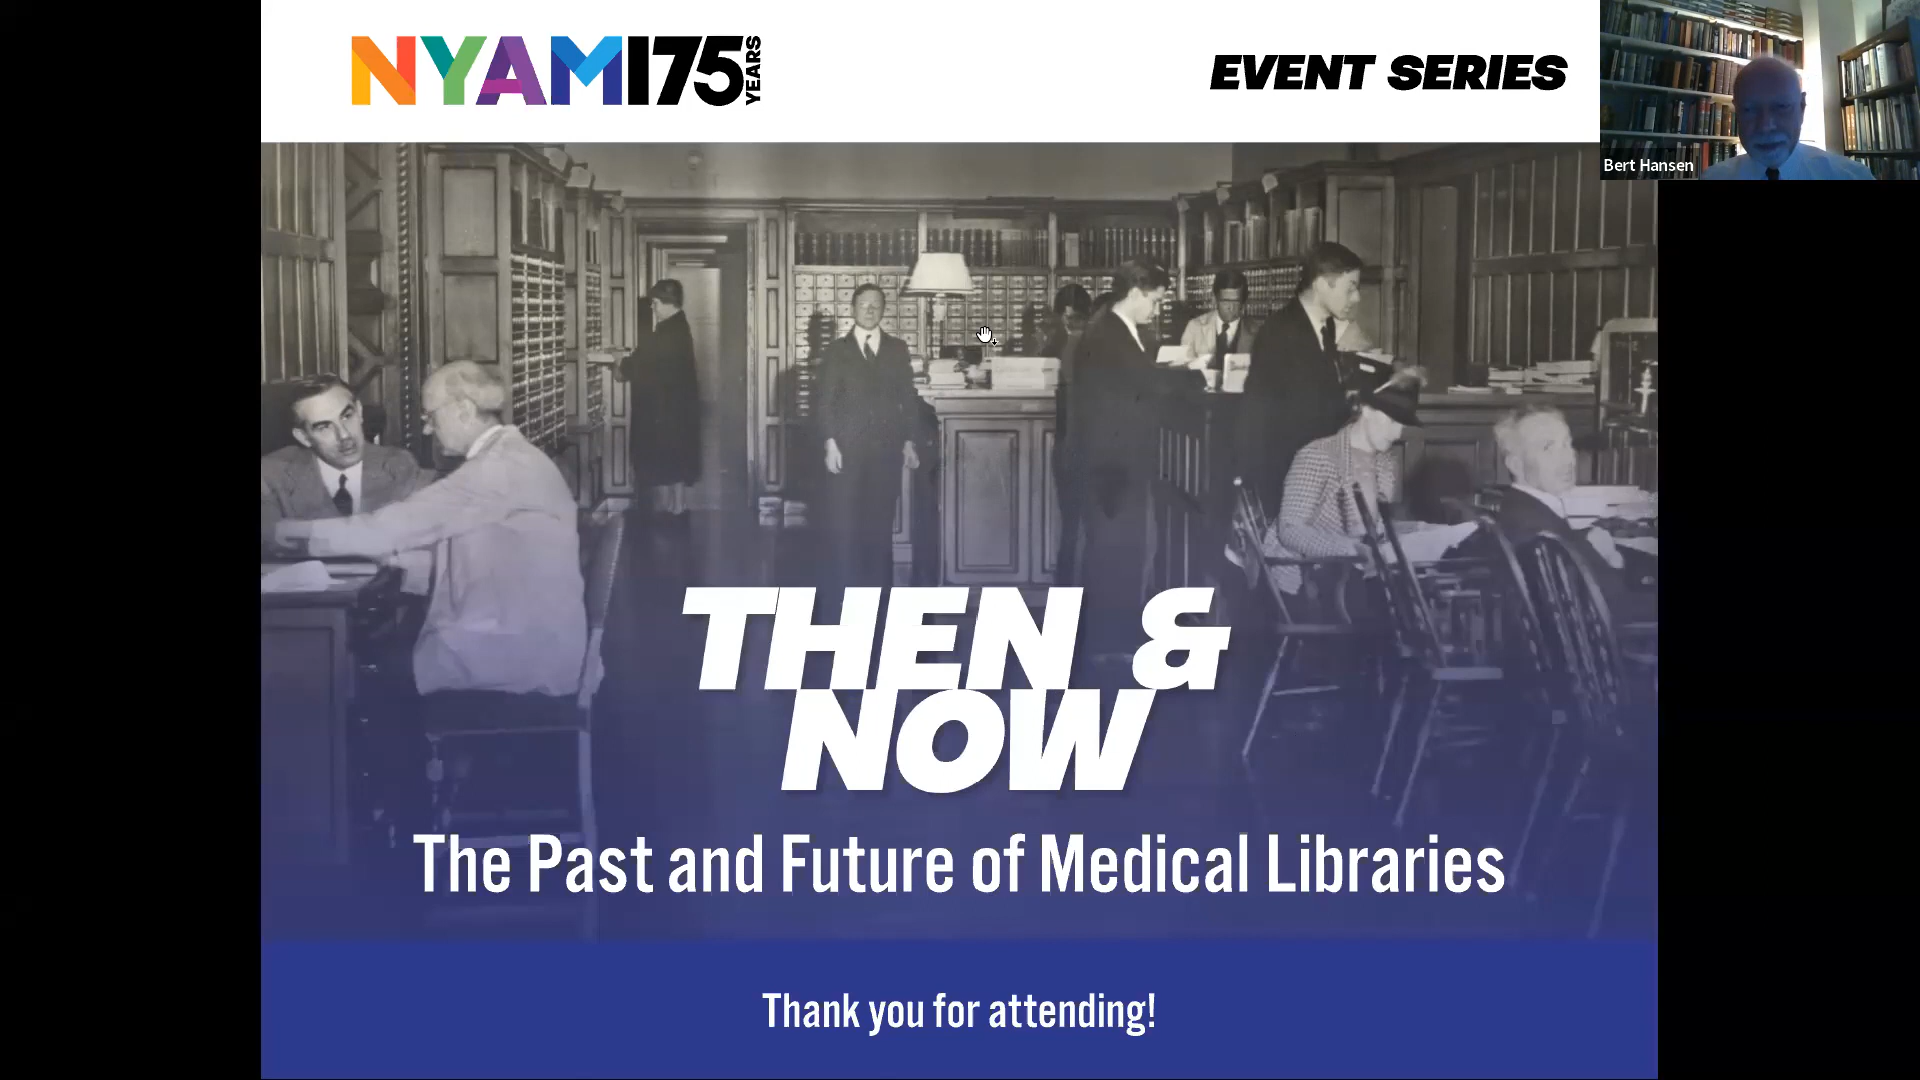 NYAM175 YEARS
EVENT SERIES
Bert Hansen
THEN &
NOW
The Past and Future of Medical Libraries
Thank you for attending!